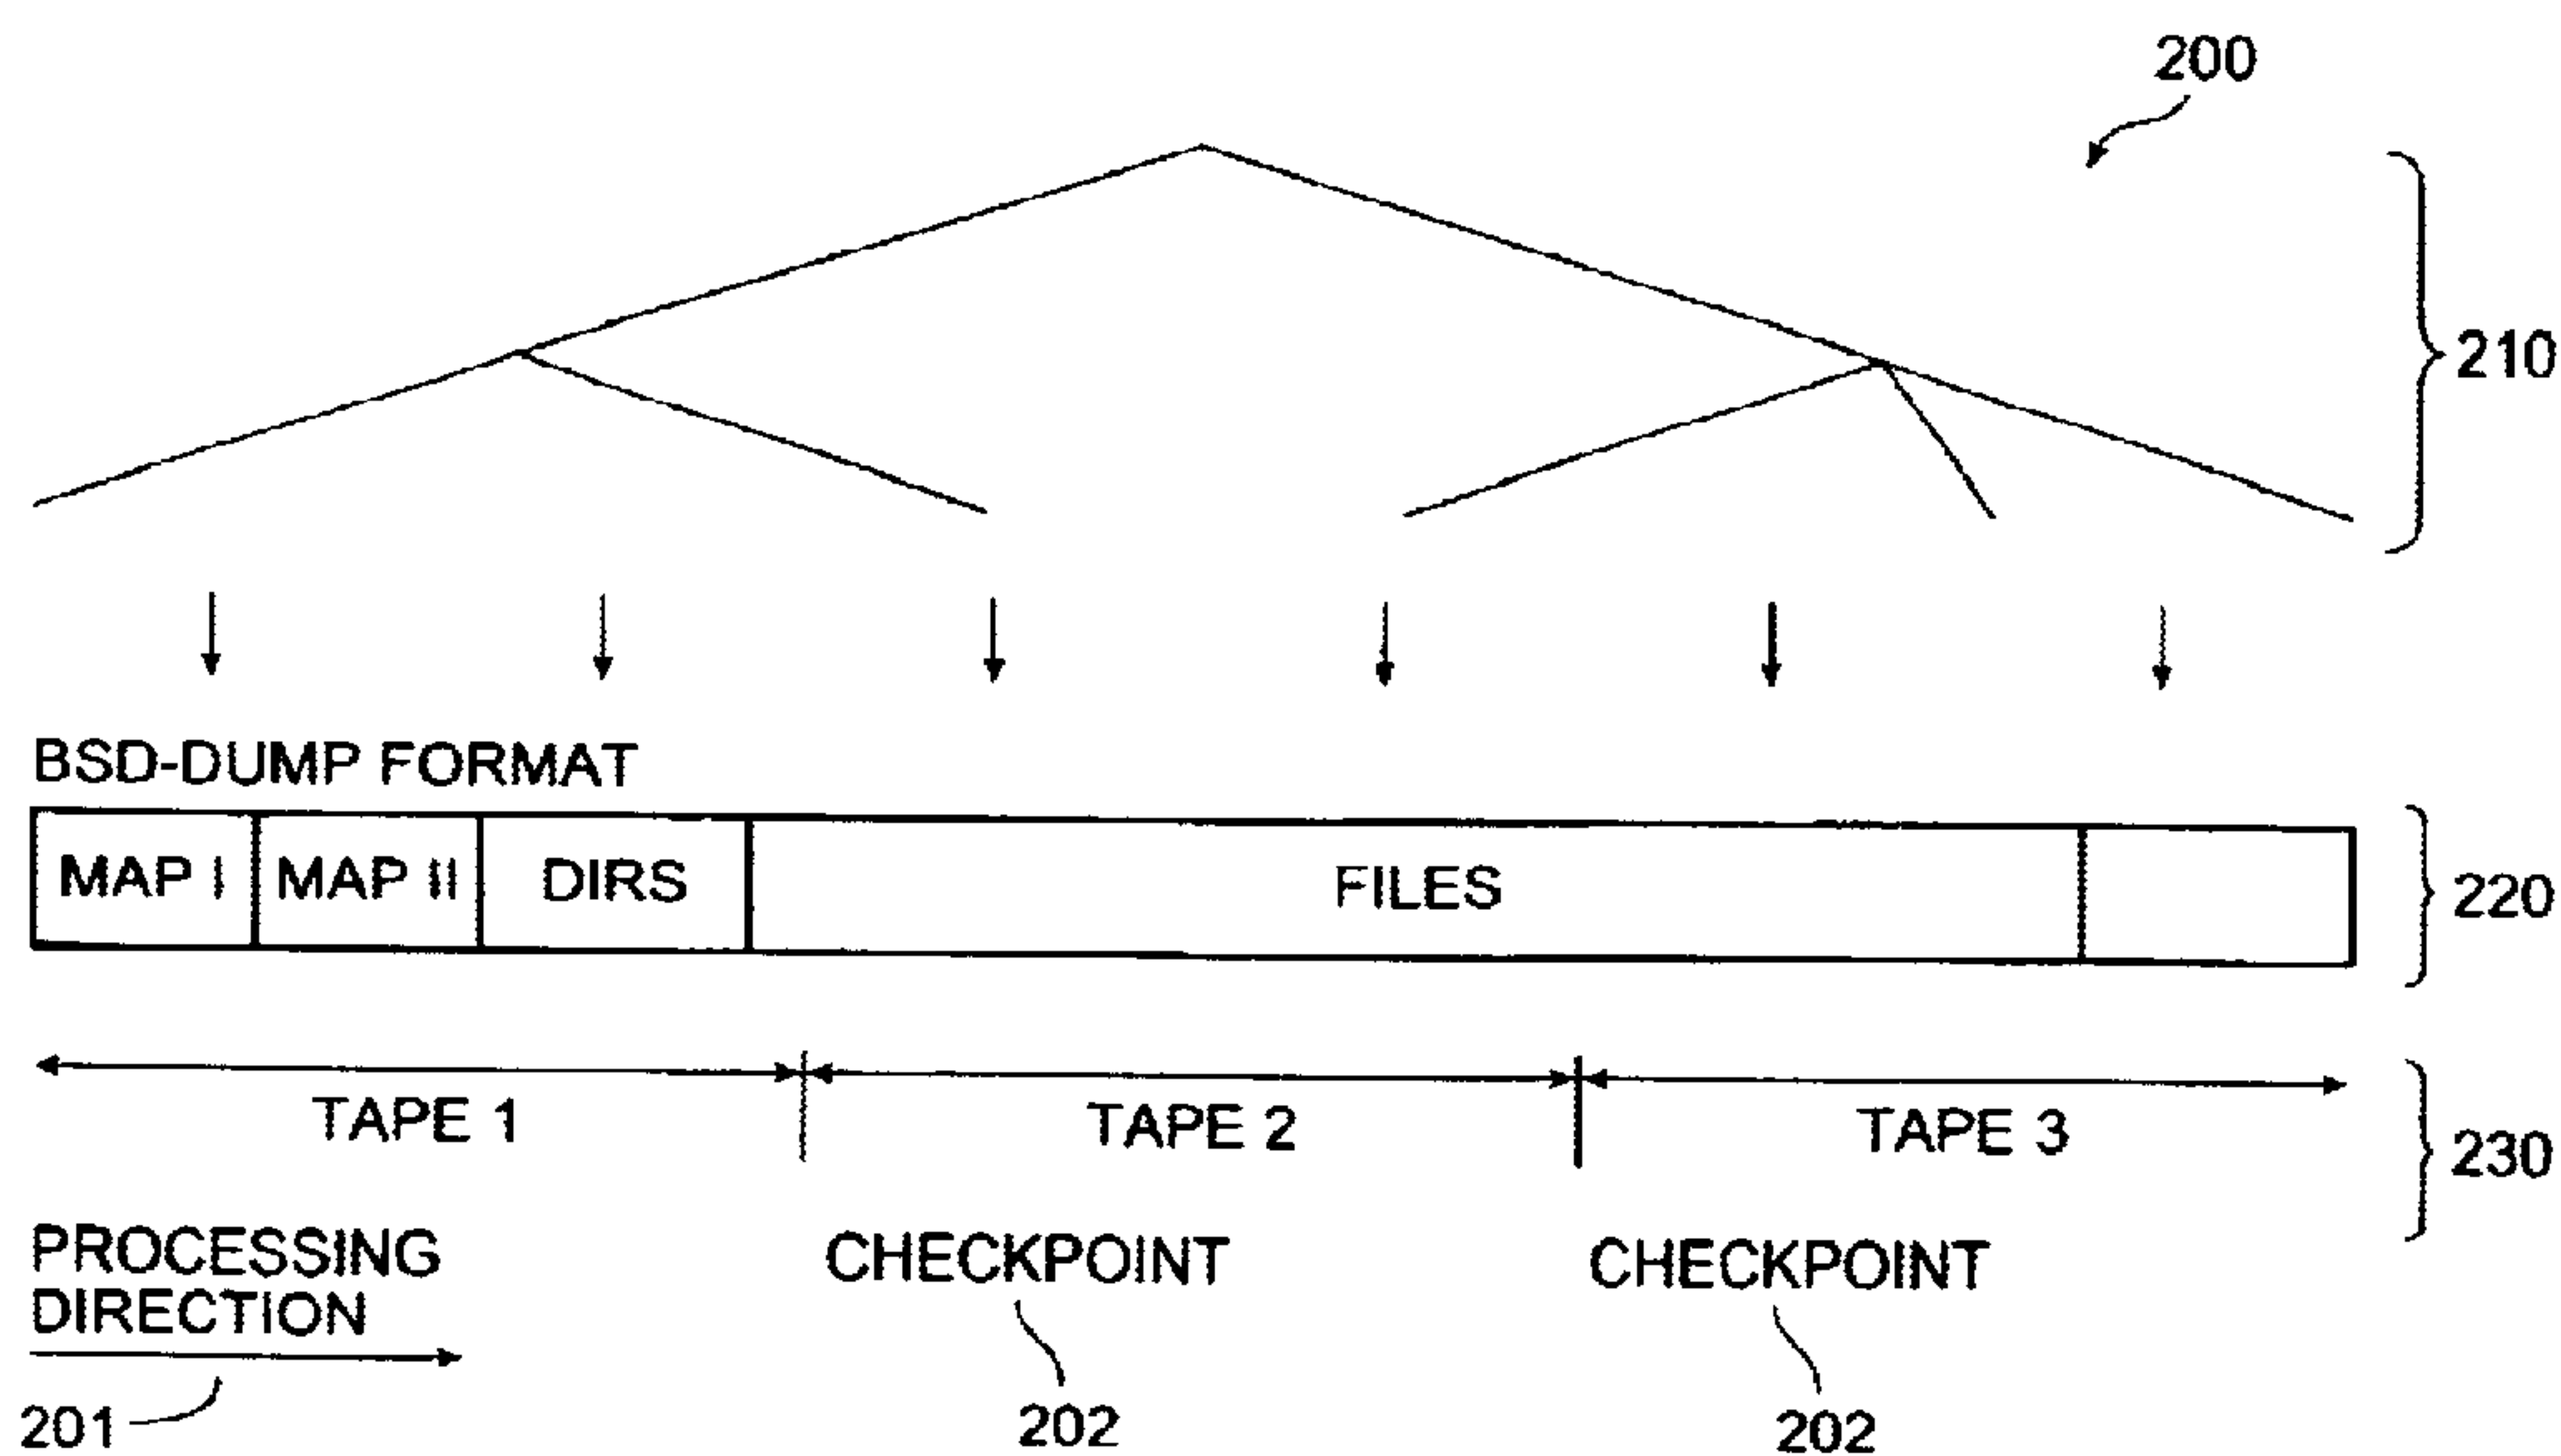 200
210
BSD-DUMP FORMAT
MAP I MAP II DIRS FILES
220
TAPE 1 TAPE 2 TAPE 3
230
PROCESSING
DIRECTION
CHECKPOINT CHECKPOINT
201 202 202